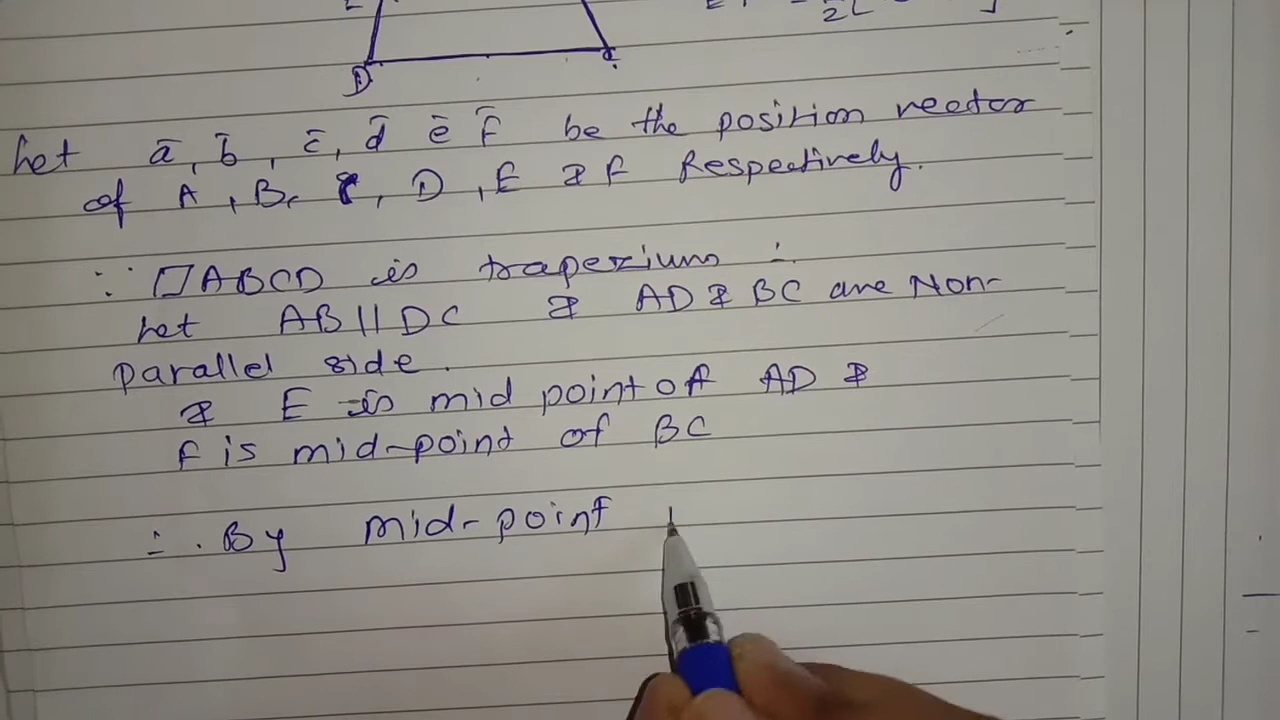 D
Let ā, b̄, c̄, d̄ ē f̄ be the position vector
of A, B, C, D, E & F Respectively.
∵ □ABCD is trapezium ∴
Let AB || DC & AD & BC are Non-
parallel side.
& E is mid point of AD &
F is mid-point of BC
∴ By mid-point